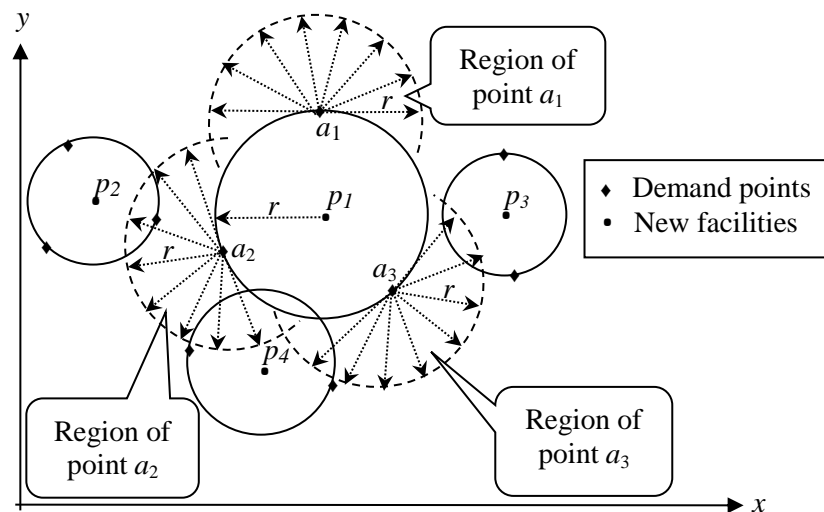 y
Region of
point a₁
r
a₁
p₂
r
p₁
p₃
♦ Demand points
• New facilities
r
a₂
a₃
r
p₄
Region of
point a₂
Region of
point a₃
x